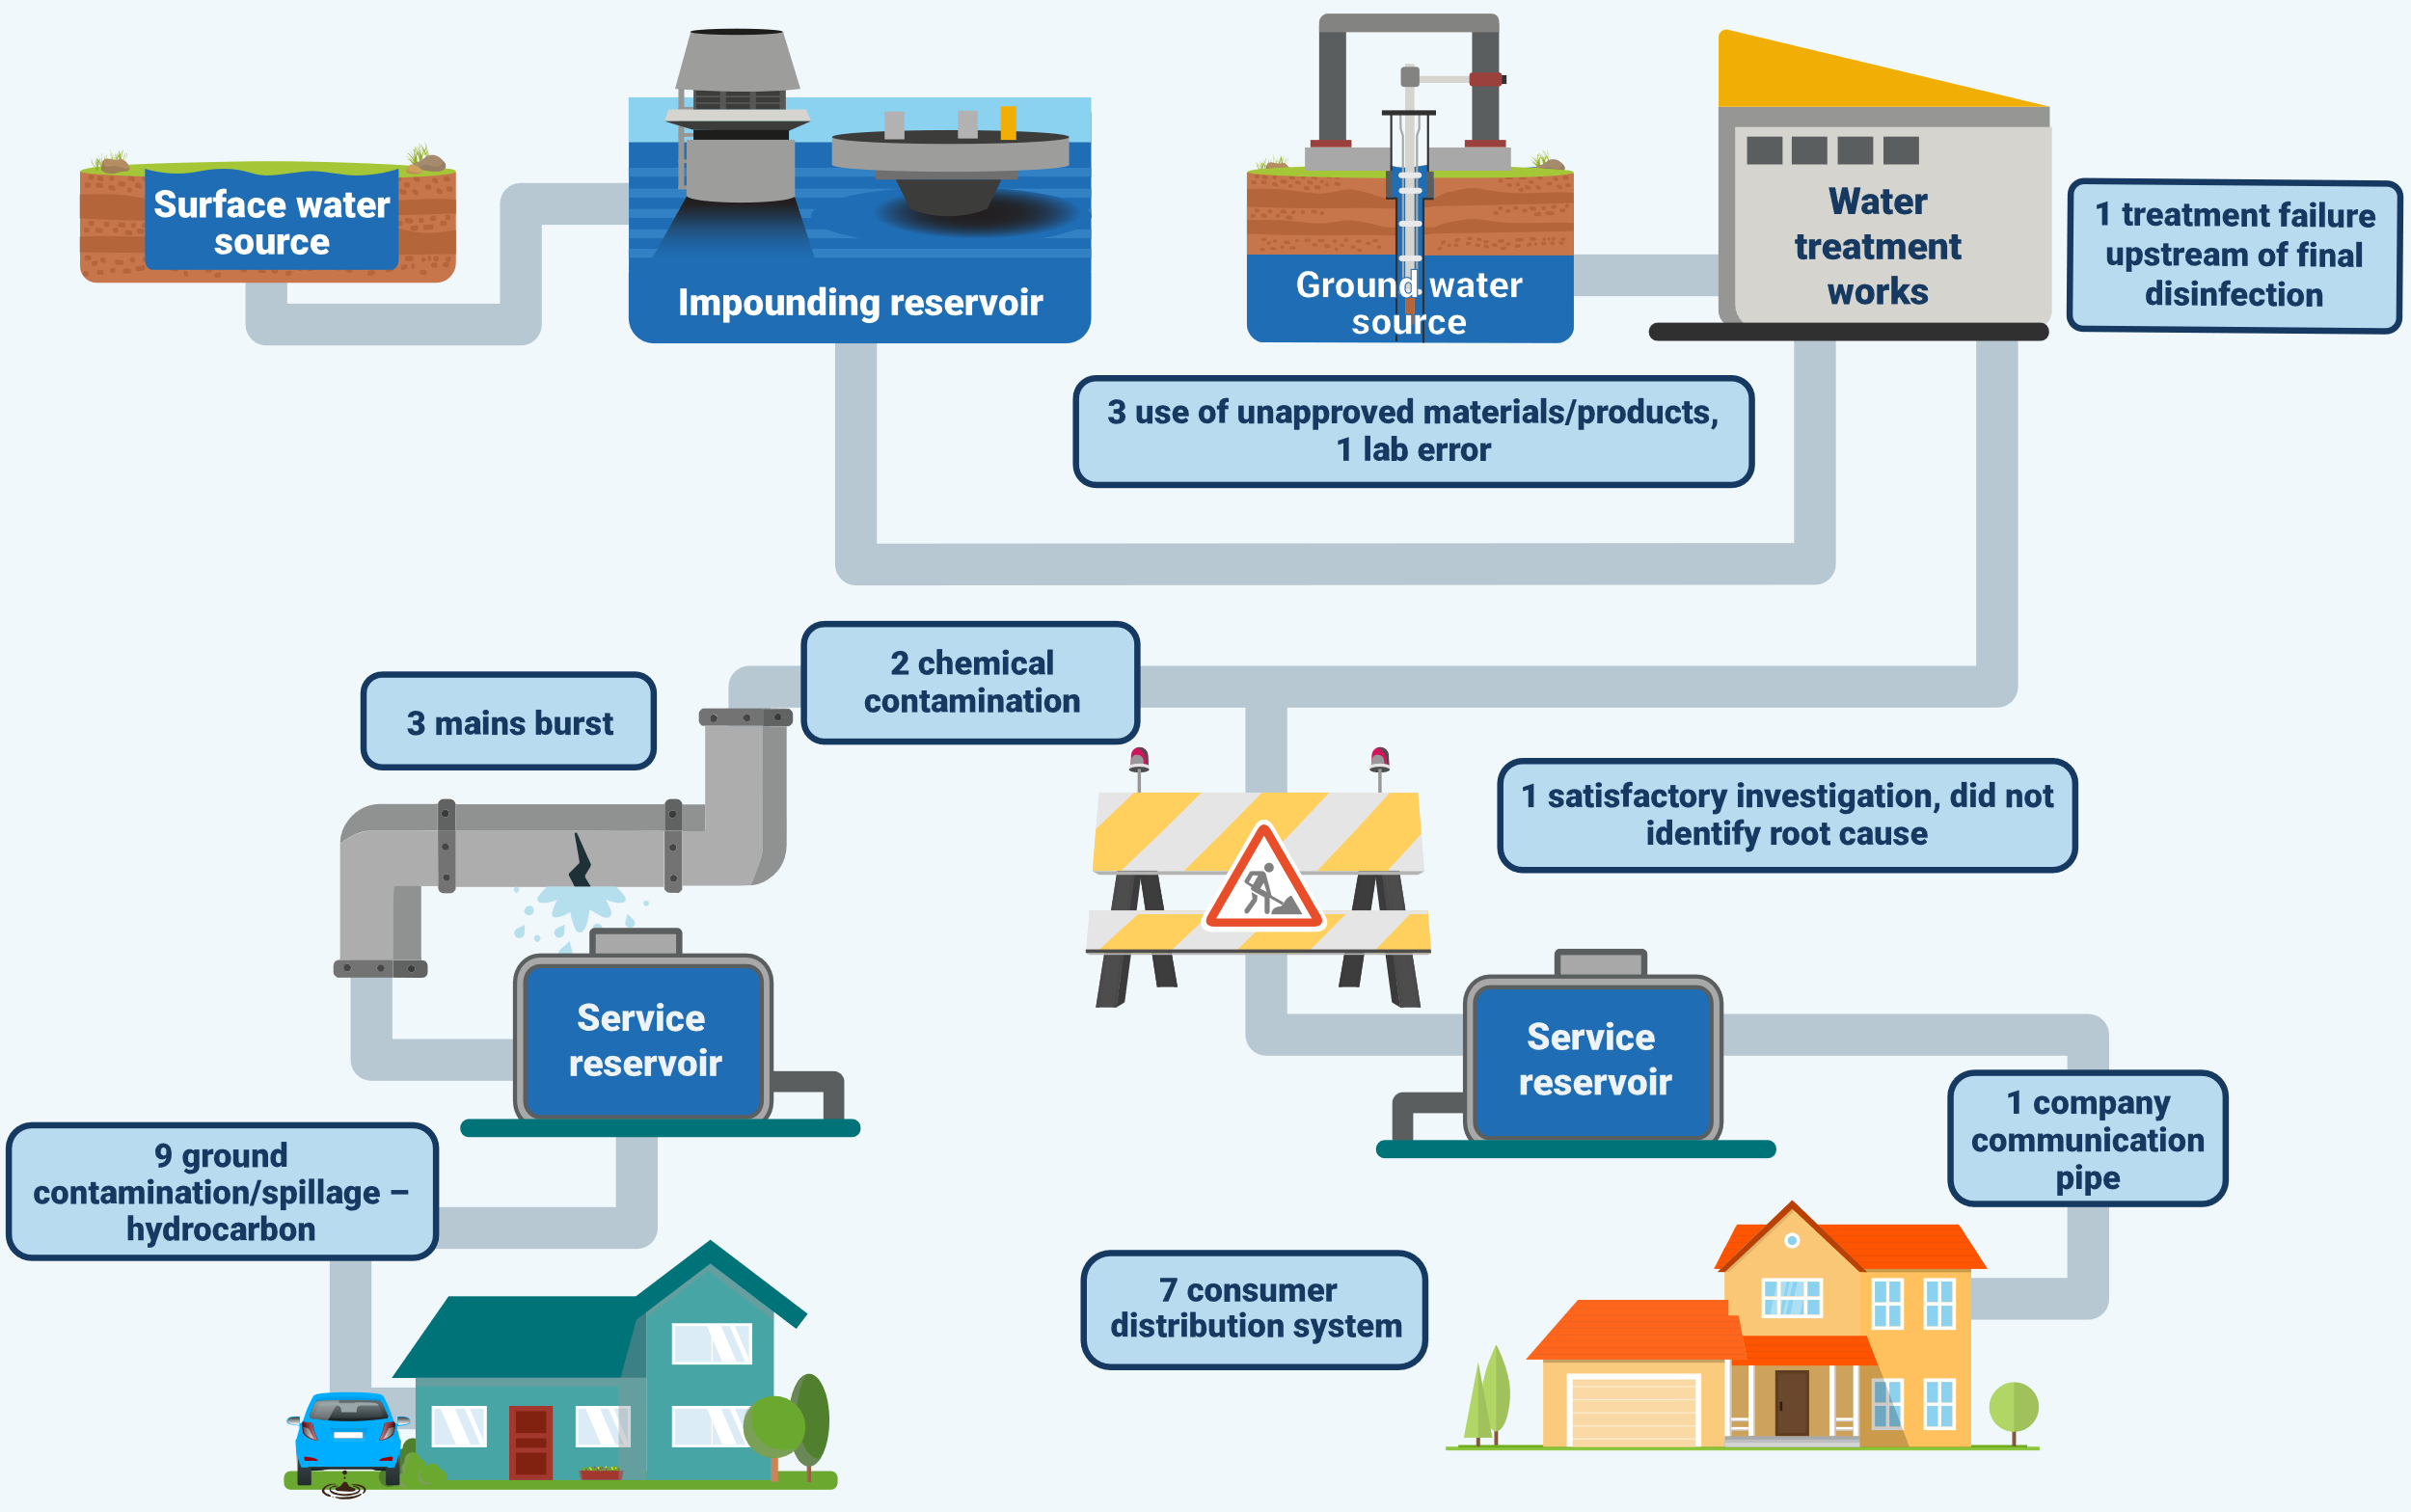 Surface water
source
Impounding reservoir
Ground water
source
Water
treatment
works
1 treatment failure
upstream of final
disinfection
3 use of unapproved materials/products,
1 lab error
2 chemical
contamination
3 mains burst
1 satisfactory investigation, did not
identify root cause
Service
reservoir
Service
reservoir
1 company
communication
pipe
9 ground
contamination/spillage –
hydrocarbon
7 consumer
distribution system